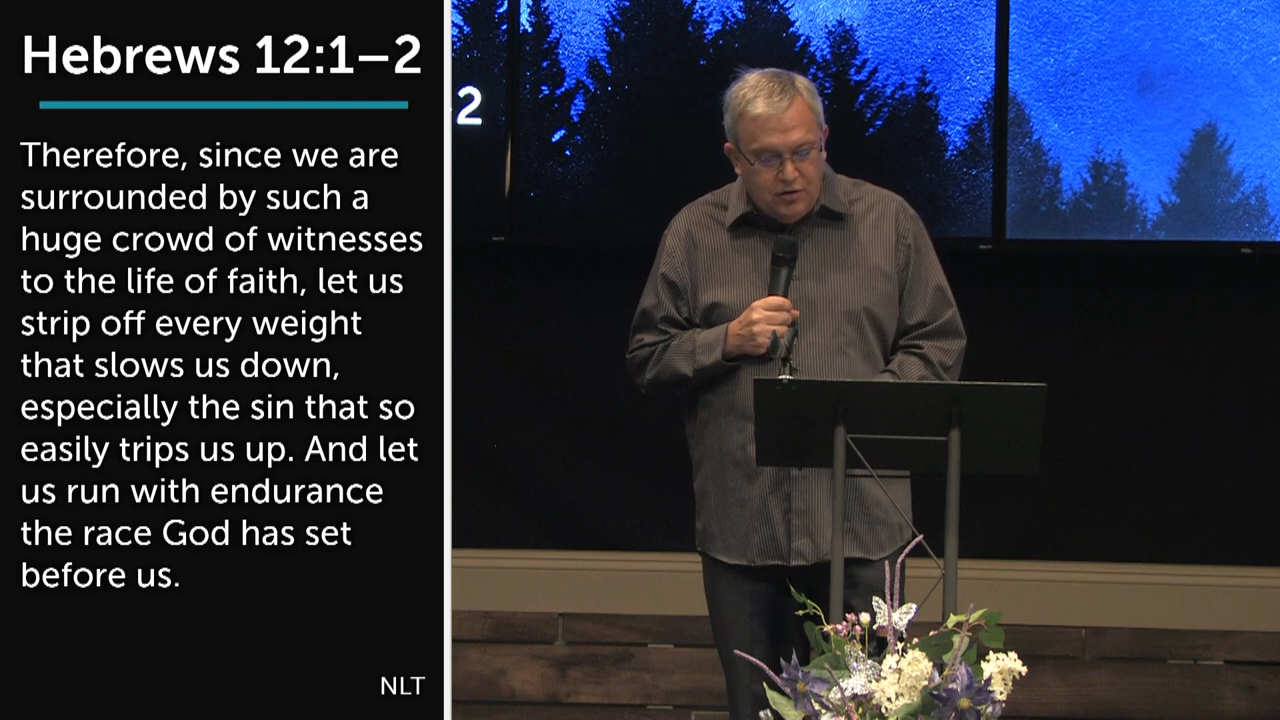 Hebrews 12:1–2
Therefore, since we are
surrounded by such a
huge crowd of witnesses
to the life of faith, let us
strip off every weight
that slows us down,
especially the sin that so
easily trips us up. And let
us run with endurance
the race God has set
before us.
NLT
2